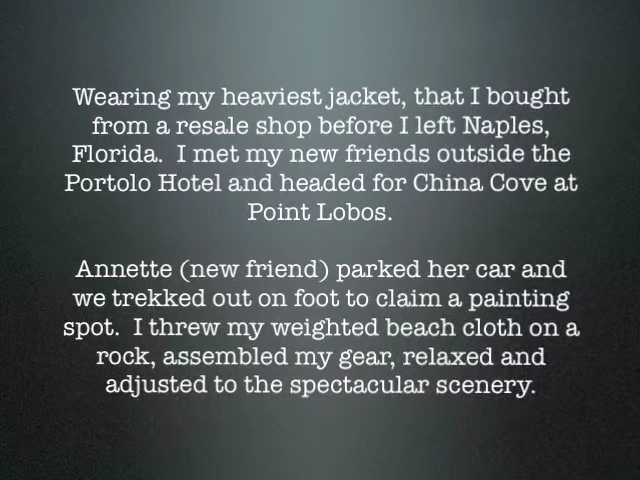 Wearing my heaviest jacket, that I bought
from a resale shop before I left Naples,
Florida.  I met my new friends outside the
Portolo Hotel and headed for China Cove at
Point Lobos.

Annette (new friend) parked her car and
we trekked out on foot to claim a painting
spot.  I threw my weighted beach cloth on a
rock, assembled my gear, relaxed and
adjusted to the spectacular scenery.